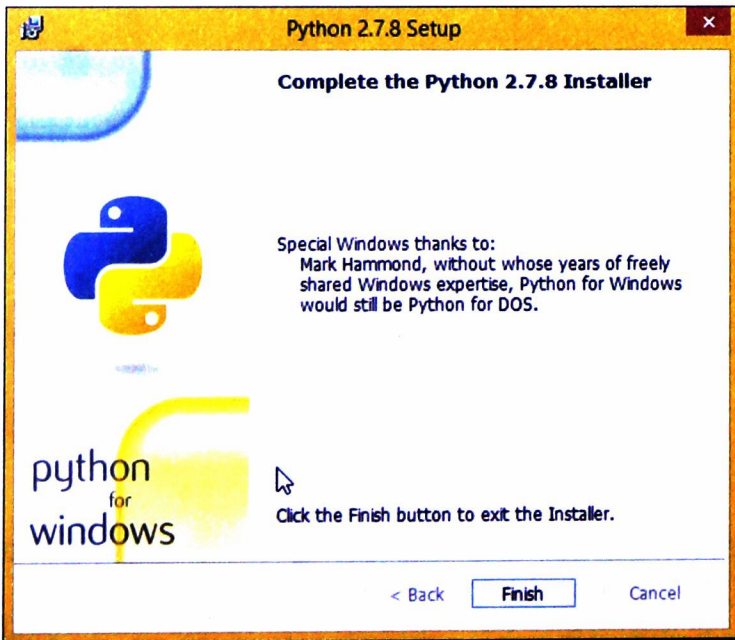 Python 2.7.8 Setup
Complete the Python 2.7.8 Installer
Special Windows thanks to:
Mark Hammond, without whose years of freely
shared Windows expertise, Python for Windows
would still be Python for DOS.
python
for
windows
Click the Finish button to exit the Installer.
< Back
Finish
Cancel